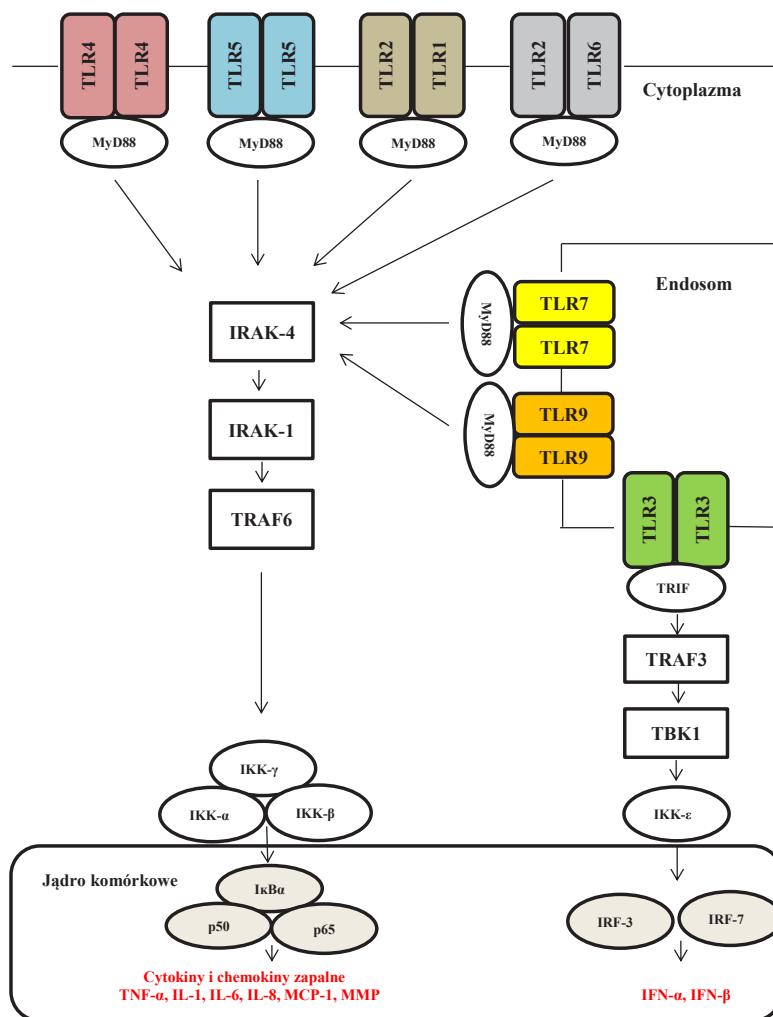 TLR4 TLR4 TLR5 TLR5 TLR2 TLR1 TLR2 TLR6
Cytoplazma
MyD88 MyD88 MyD88 MyD88
Endosom
MyD88
TLR7
TLR7
IRAK-4
MyD88
TLR9
TLR9
IRAK-1
TRAF6
TLR3 TLR3
TRIF
TRAF3
TBK1
IKK-γ
IKK-α IKK-β
IKK-ε
Jądro komórkowe
IκBα
p50 p65
IRF-3 IRF-7
Cytokiny i chemokiny zapalne
TNF-α, IL-1, IL-6, IL-8, MCP-1, MMP
IFN-α, IFN-β